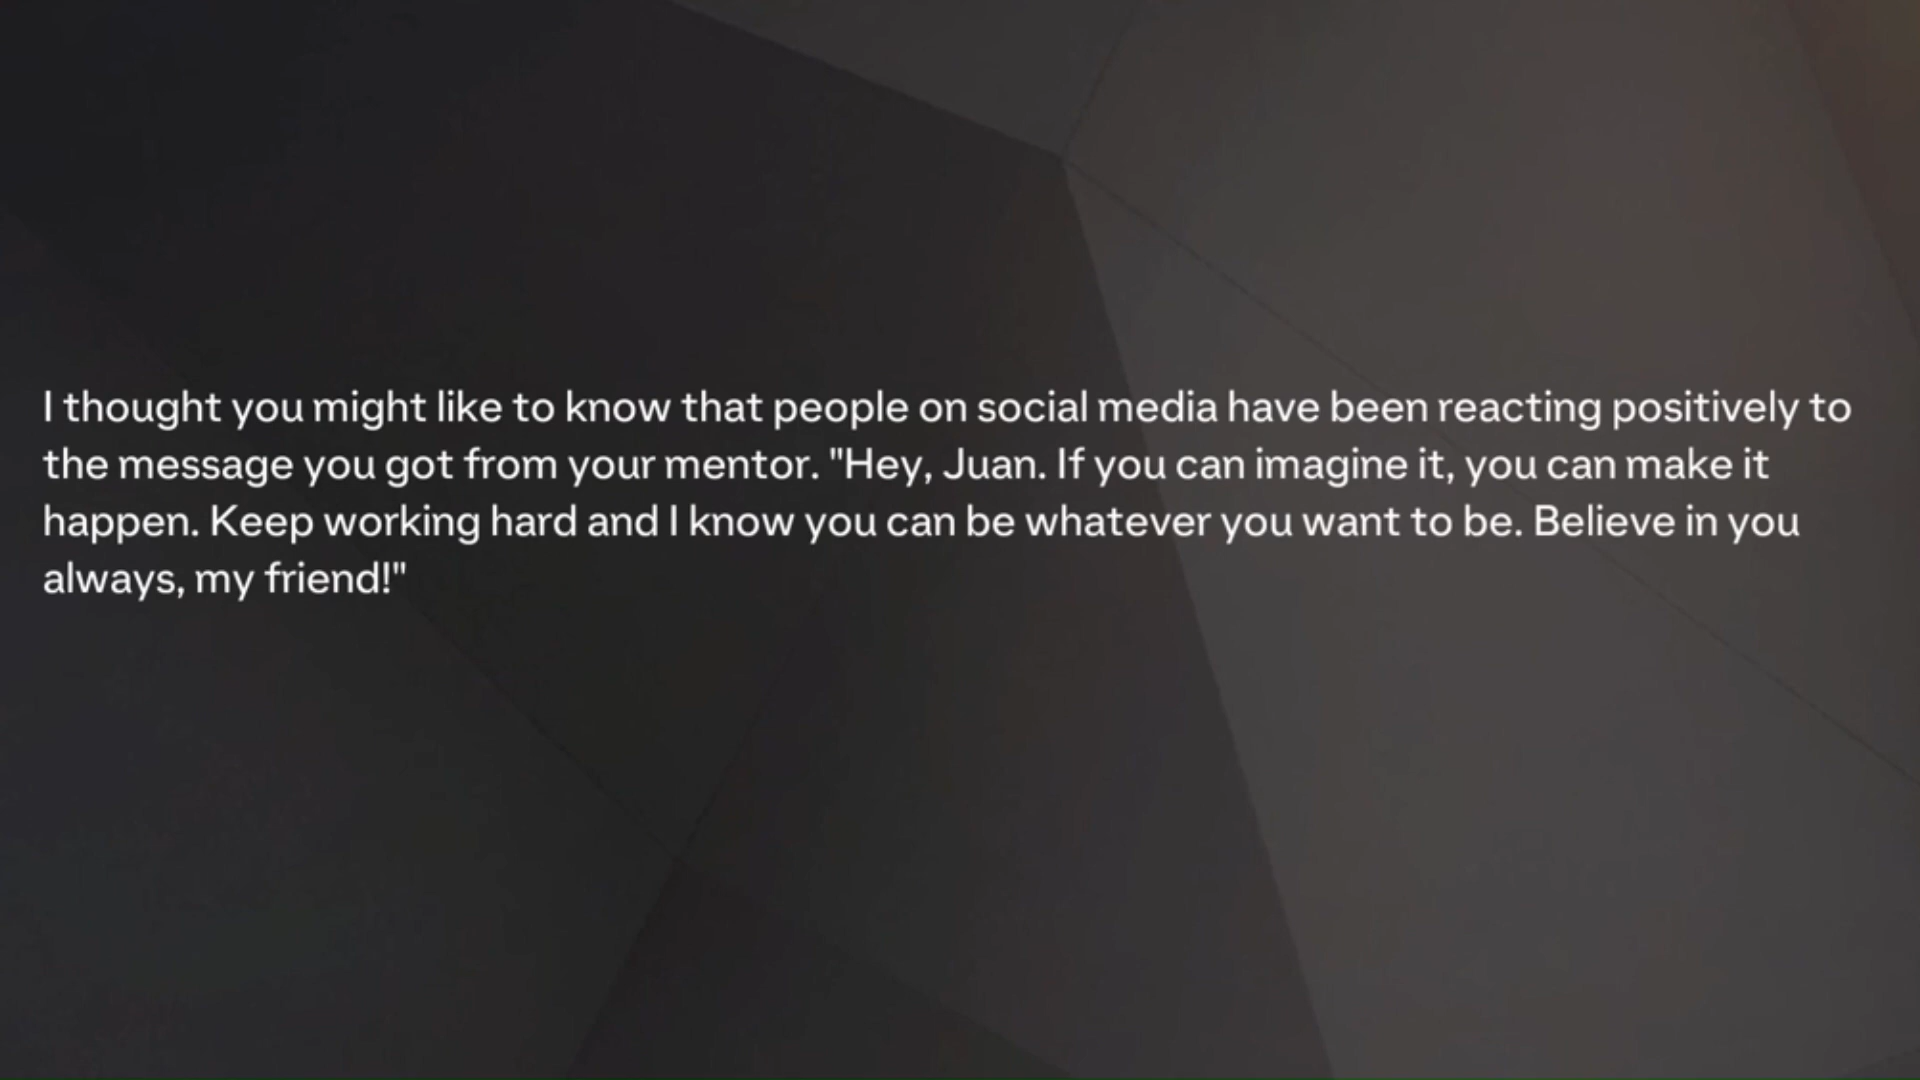 I thought you might like to know that people on social media have been reacting positively to
the message you got from your mentor. "Hey, Juan. If you can imagine it, you can make it
happen. Keep working hard and I know you can be whatever you want to be. Believe in you
always, my friend!"